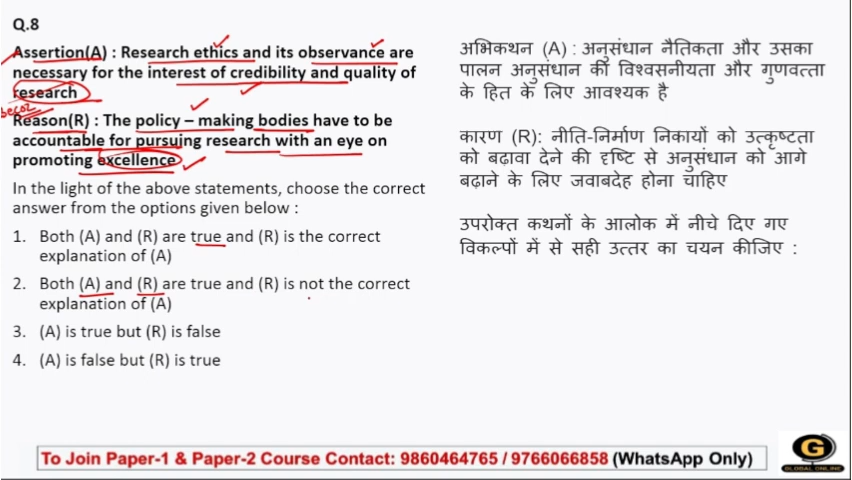 Q.8
Assertion(A) : Research ethics and its observance are
necessary for the interest of credibility and quality of
research
becoz
Reason(R) : The policy – making bodies have to be
accountable for pursuing research with an eye on
promoting excellence
In the light of the above statements, choose the correct
answer from the options given below :
1. Both (A) and (R) are true and (R) is the correct
explanation of (A)
2. Both (A) and (R) are true and (R) is not the correct
explanation of (A)
3. (A) is true but (R) is false
4. (A) is false but (R) is true
अभिकथन (A) : अनुसंधान नैतिकता और उसका
पालन अनुसंधान की विश्वसनीयता और गुणवत्ता
के हित के लिए आवश्यक है
कारण (R): नीति-निर्माण निकायों को उत्कृष्टता
को बढ़ावा देने की दृष्टि से अनुसंधान को आगे
बढ़ाने के लिए जवाबदेह होना चाहिए
उपरोक्त कथनों के आलोक में नीचे दिए गए
विकल्पों में से सही उत्तर का चयन कीजिए :
To Join Paper-1 & Paper-2 Course Contact: 9860464765 / 9766066858 (WhatsApp Only)
G
GLOBAL ONLINE